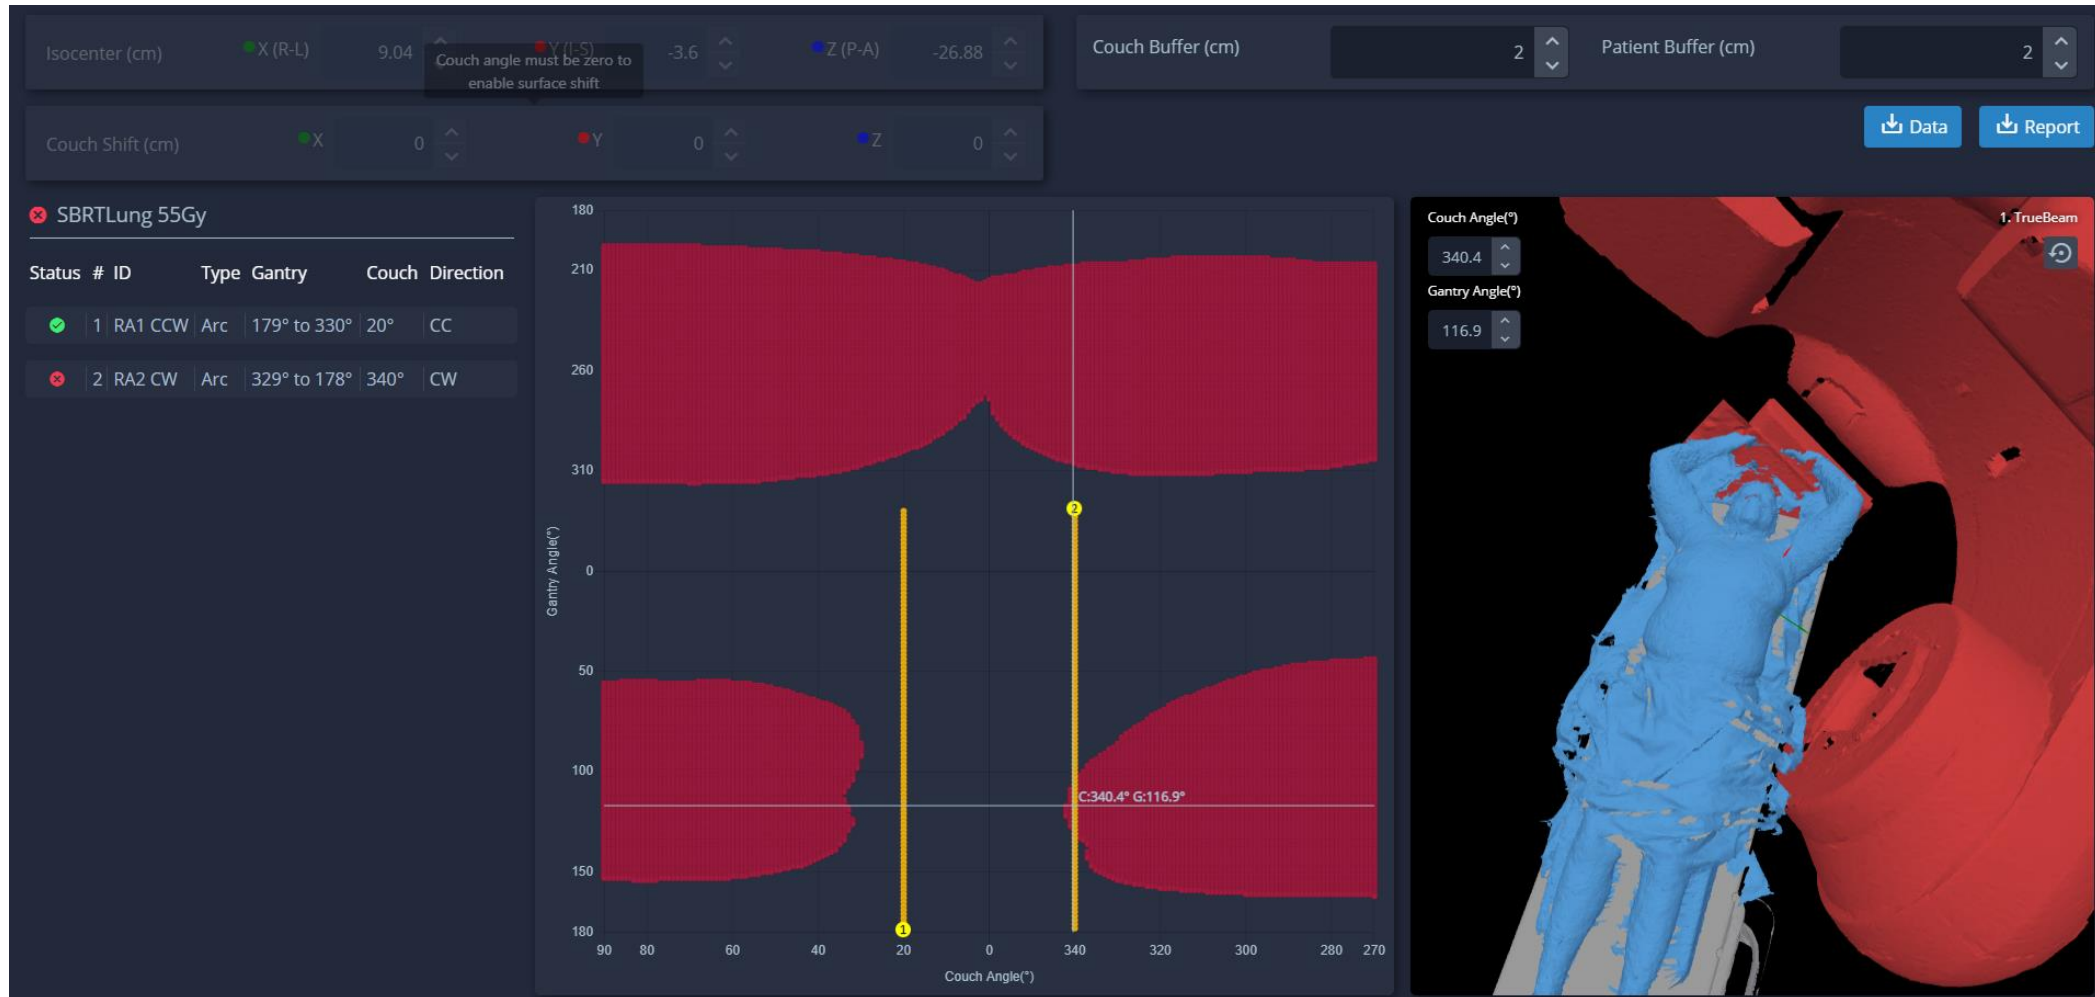 Isocenter (cm) X (R-L) 9.04 Y (I-S) -3.6 Z (P-A) -26.88
Couch angle must be zero to
enable surface shift
Couch Buffer (cm) 2 Patient Buffer (cm) 2
Couch Shift (cm) X 0 Y 0 Z 0
Data Report
SBRTLung 55Gy
Status # ID Type Gantry Couch Direction
1 RA1 CCW Arc 179° to 330° 20° CC
2 RA2 CW Arc 329° to 178° 340° CW
180
210
260
310
0
50
100
150
180
Gantry Angle(°)
2
C:340.4° G:116.9°
1
90 80 60 40 20 0 340 320 300 280 270
Couch Angle(°)
Couch Angle(°)
340.4
Gantry Angle(°)
116.9
1. TrueBeam